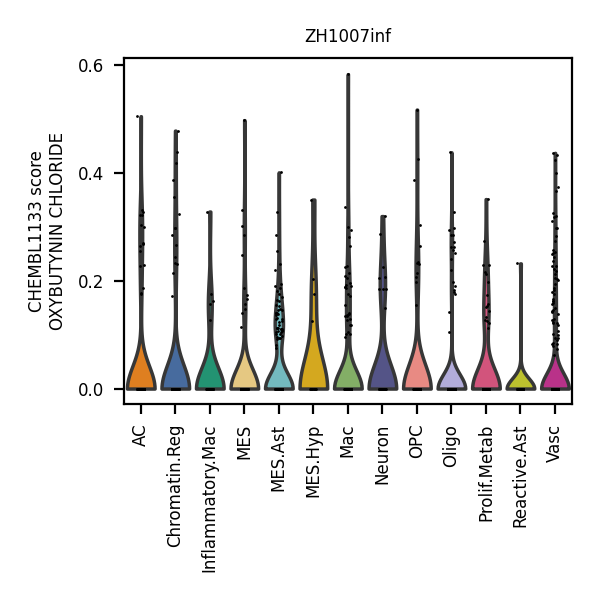 ZH1007inf
CHEMBL1133 score
OXYBUTYNIN CHLORIDE
0.6
0.4
0.2
0.0
AC
Chromatin.Reg
Inflammatory.Mac
MES
MES.Ast
MES.Hyp
Mac
Neuron
OPC
Oligo
Prolif.Metab
Reactive.Ast
Vasc